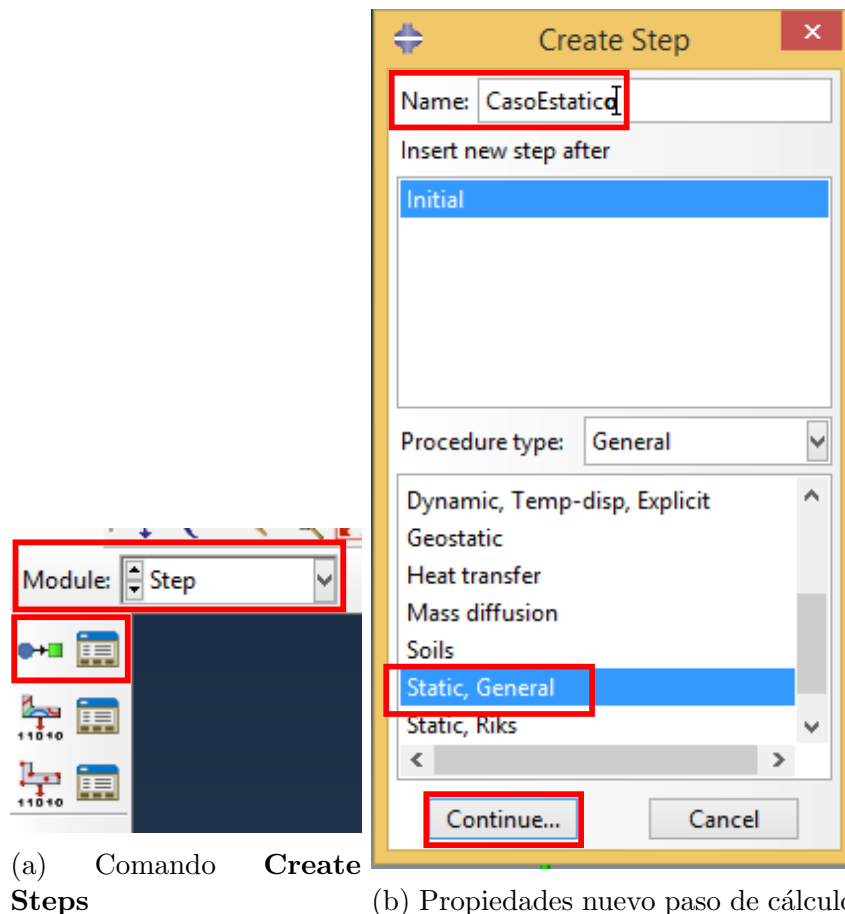 Create Step
Name: CasoEstatico
Insert new step after
Initial
Procedure type: General
Dynamic, Temp-disp, Explicit
Geostatic
Heat transfer
Mass diffusion
Soils
Static, General
Static, Riks
Continue...
Cancel
Module: Step
11010
11010
(a) Comando Create
Steps
(b) Propiedades nuevo paso de cálculo